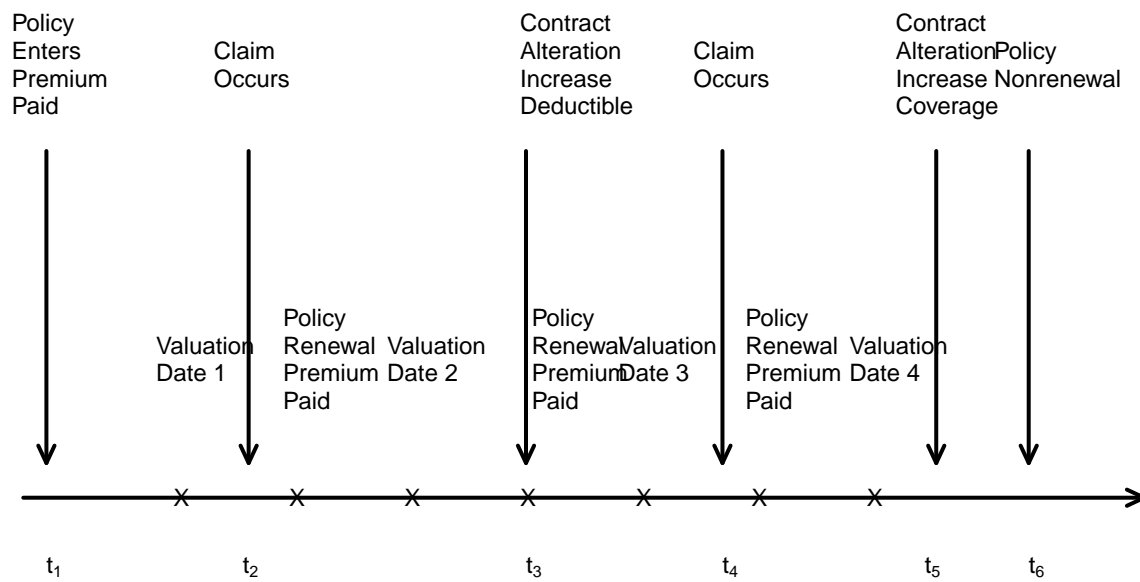 Policy
Enters
Premium
Paid
Claim
Occurs
Contract
Alteration
Increase
Deductible
Claim
Occurs
Contract
Alteration
Increase
Coverage
Policy
Nonrenewal
Valuation
Date 1
Policy
Renewal
Premium
Paid
Valuation
Date 2
Policy
Renewal
Premium
Paid
Valuation
Date 3
Policy
Renewal
Premium
Paid
Valuation
Date 4
X X X X X X X
t1 t2 t3 t4 t5 t6